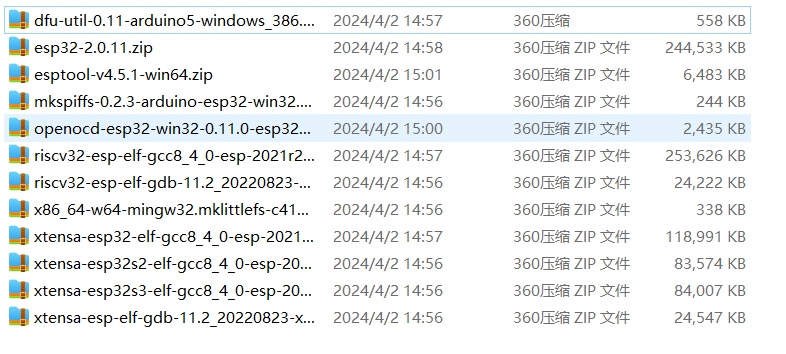 dfu-util-0.11-arduino5-windows_386.... 2024/4/2 14:57 360压缩 558 KB
esp32-2.0.11.zip 2024/4/2 14:58 360压缩 ZIP 文件 244,533 KB
esptool-v4.5.1-win64.zip 2024/4/2 15:01 360压缩 ZIP 文件 6,483 KB
mkspiffs-0.2.3-arduino-esp32-win32.... 2024/4/2 14:56 360压缩 ZIP 文件 244 KB
openocd-esp32-win32-0.11.0-esp32... 2024/4/2 15:00 360压缩 ZIP 文件 2,435 KB
riscv32-esp-elf-gcc8_4_0-esp-2021r2... 2024/4/2 14:57 360压缩 ZIP 文件 253,626 KB
riscv32-esp-elf-gdb-11.2_20220823-... 2024/4/2 14:56 360压缩 ZIP 文件 24,222 KB
x86_64-w64-mingw32.mklittlefs-c41... 2024/4/2 14:56 360压缩 ZIP 文件 338 KB
xtensa-esp32-elf-gcc8_4_0-esp-2021... 2024/4/2 14:57 360压缩 ZIP 文件 118,991 KB
xtensa-esp32s2-elf-gcc8_4_0-esp-20... 2024/4/2 14:56 360压缩 ZIP 文件 83,574 KB
xtensa-esp32s3-elf-gcc8_4_0-esp-20... 2024/4/2 14:56 360压缩 ZIP 文件 84,007 KB
xtensa-esp-elf-gdb-11.2_20220823-x... 2024/4/2 14:56 360压缩 ZIP 文件 24,547 KB